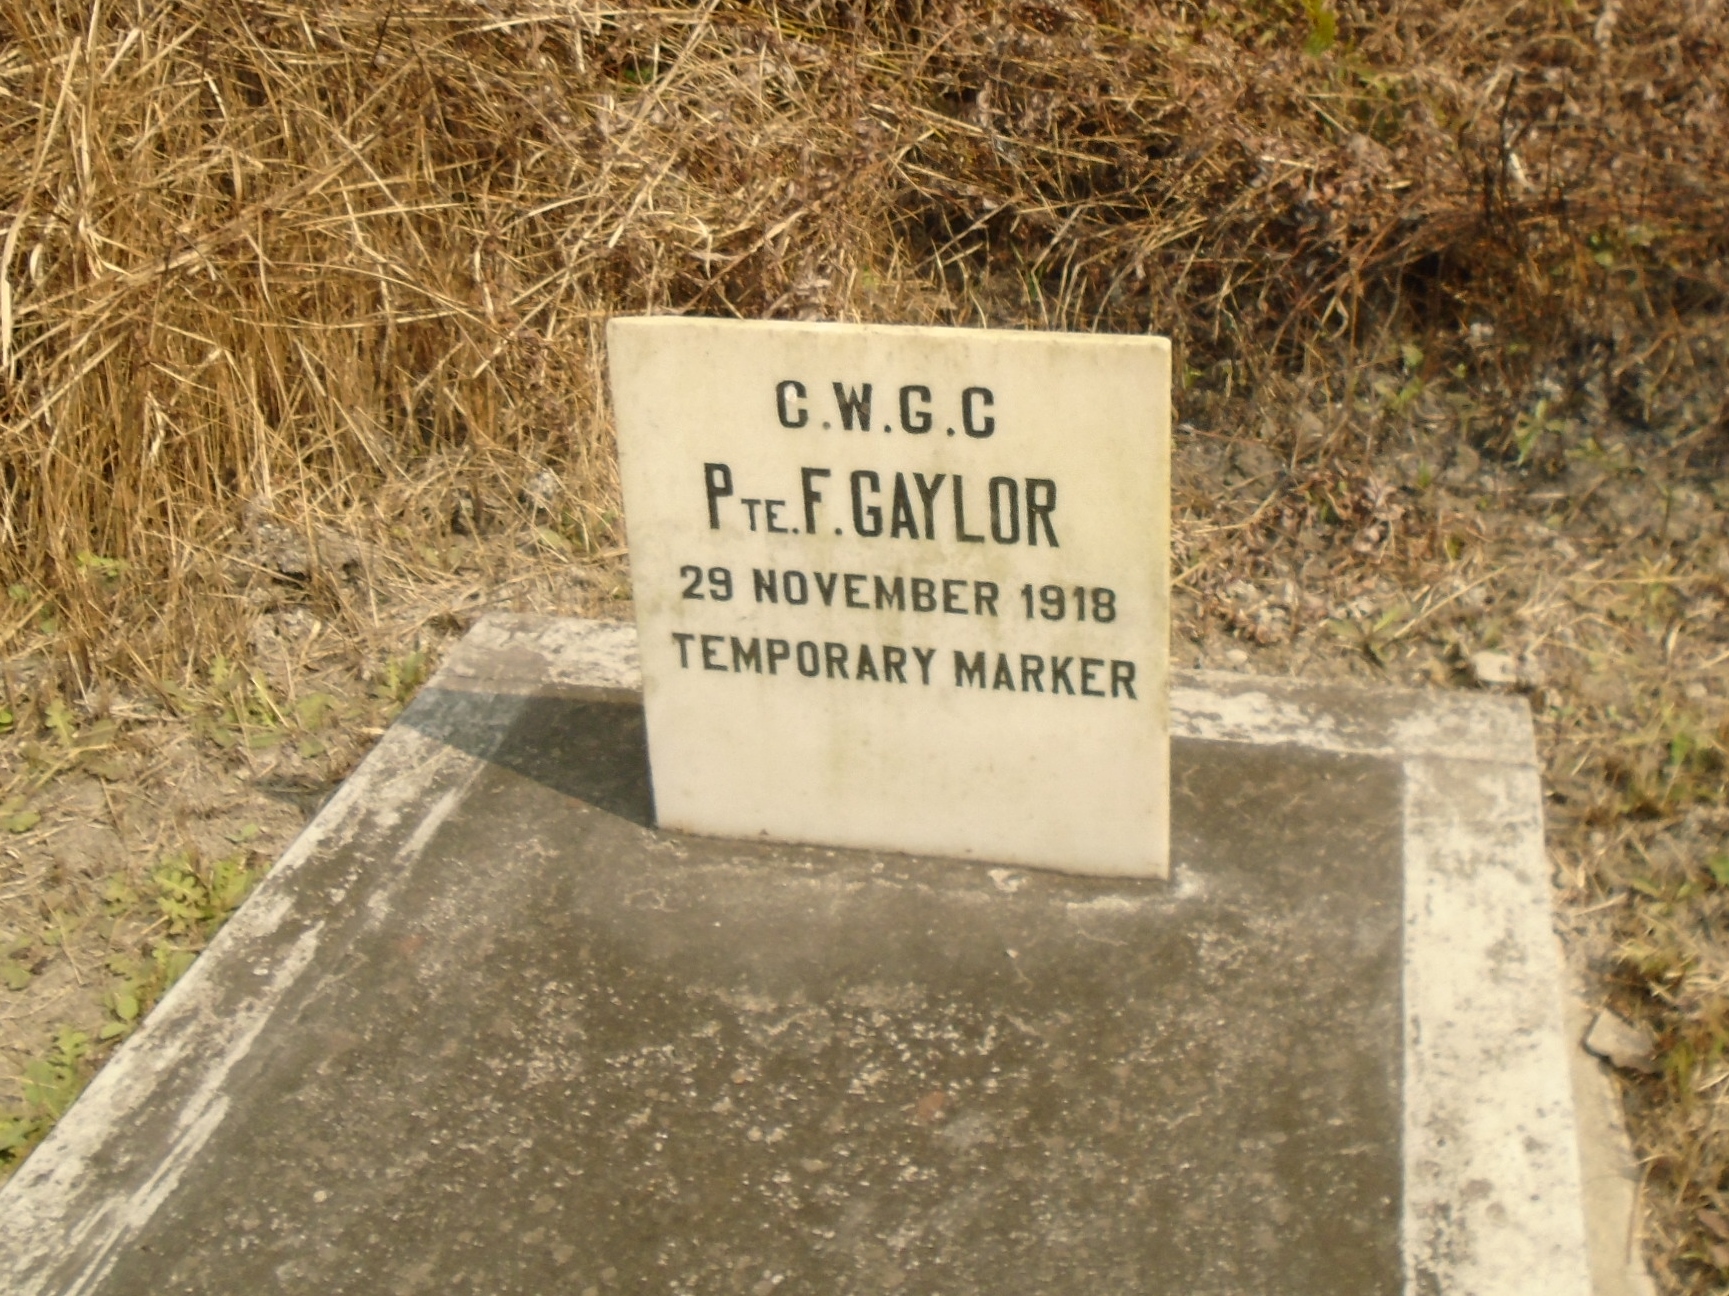 C.W.G.C
PTE.F.GAYLOR
29 NOVEMBER 1918
TEMPORARY MARKER